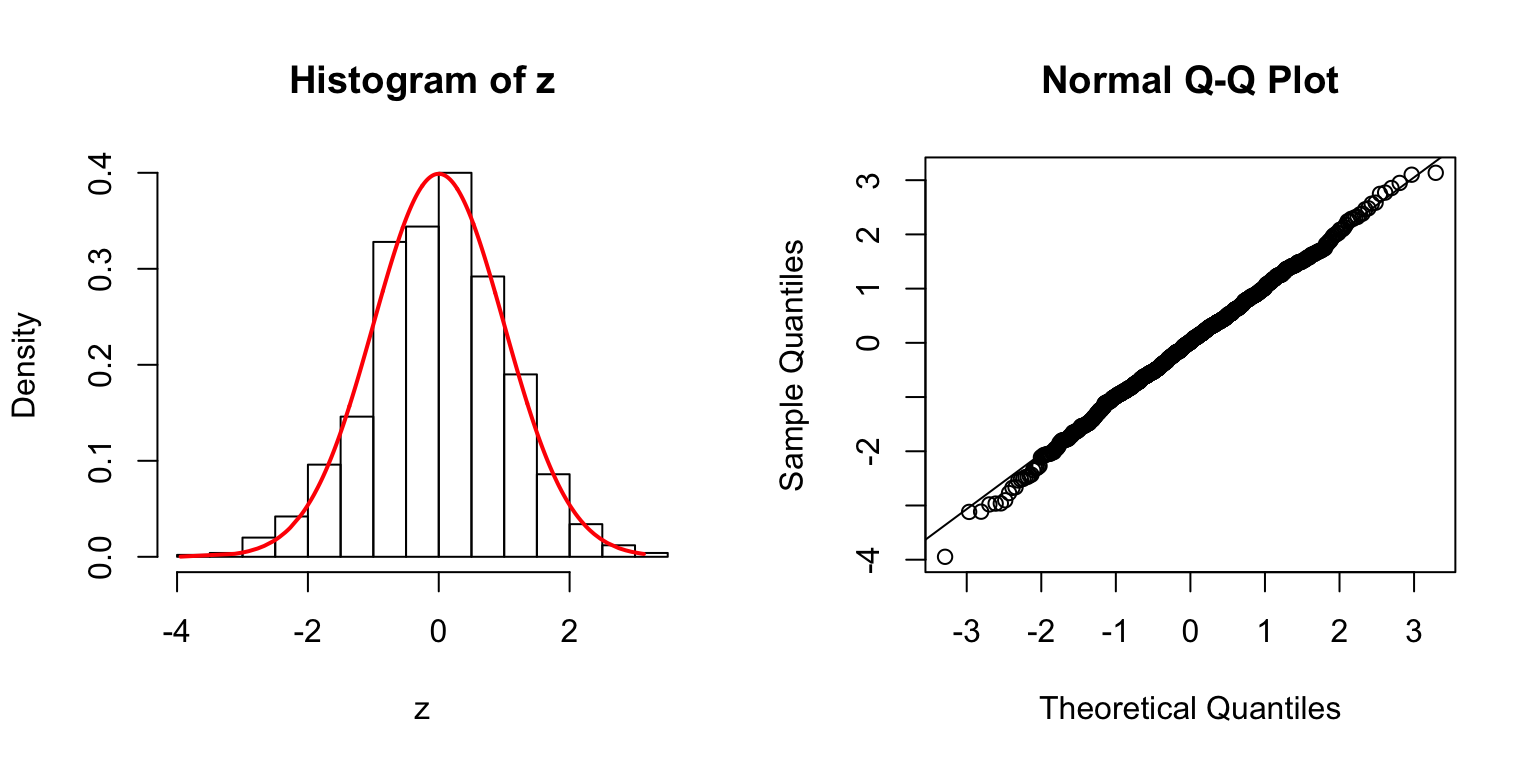 Histogram of z
Density
0.0 0.1 0.2 0.3 0.4
-4 -2 0 2
z
Normal Q-Q Plot
Sample Quantiles
-4 -2 0 1 2 3
-3 -2 -1 0 1 2 3
Theoretical Quantiles